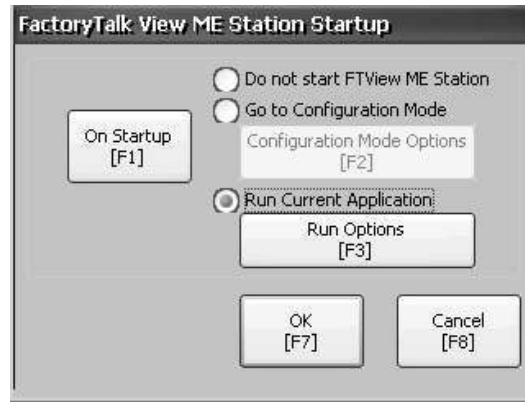 FactoryTalk View ME Station Startup
Do not start FTView ME Station
Go to Configuration Mode
On Startup
[F1]
Configuration Mode Options
[F2]
Run Current Application
Run Options
[F3]
OK
[F7]
Cancel
[F8]